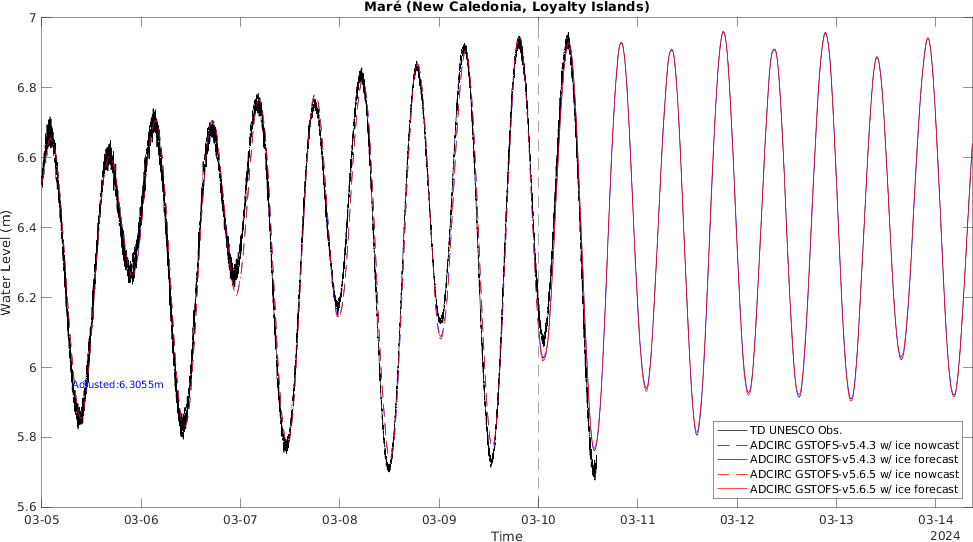 Maré (New Caledonia, Loyalty Islands)
7
6.8
6.6
6.4
6.2
6
5.8
5.6
Water Level (m)
Adjusted:6.3055m
TD UNESCO Obs.
ADCIRC GSTOFS-v5.4.3 w/ ice nowcast
ADCIRC GSTOFS-v5.4.3 w/ ice forecast
ADCIRC GSTOFS-v5.6.5 w/ ice nowcast
ADCIRC GSTOFS-v5.6.5 w/ ice forecast
03-05 03-06 03-07 03-08 03-09 03-10 03-11 03-12 03-13 03-14
2024
Time